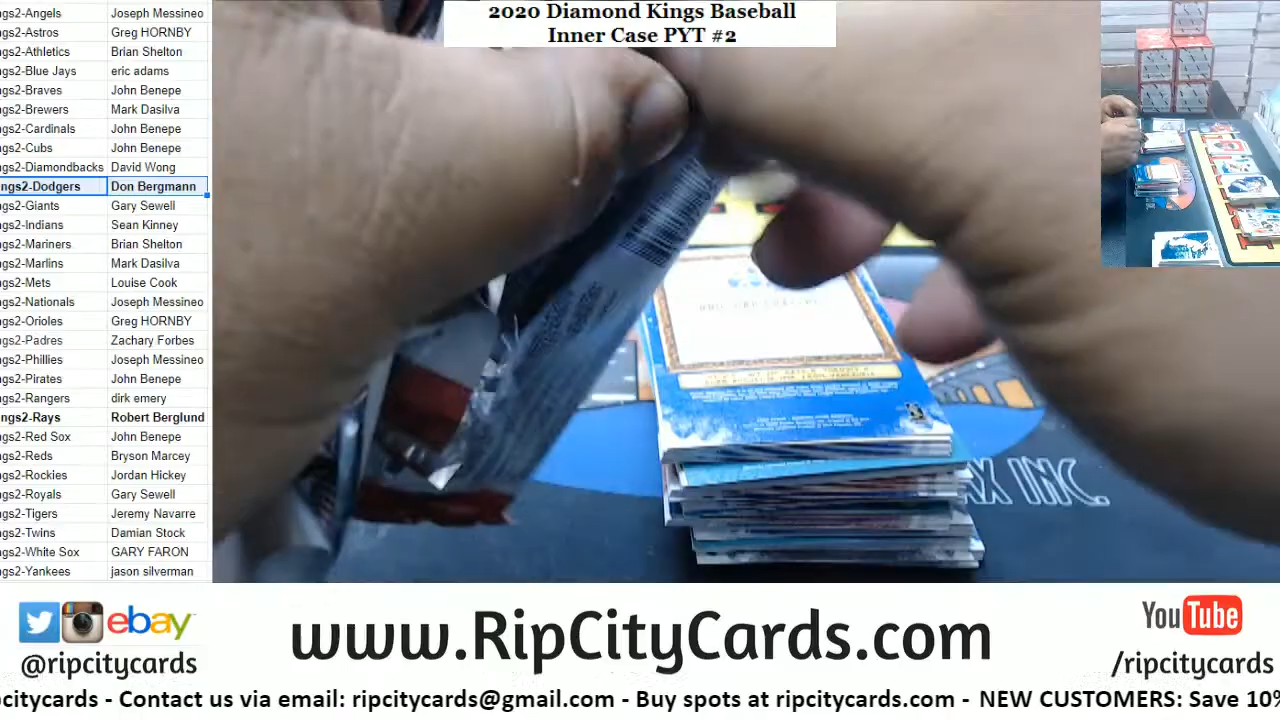 2020 Diamond Kings Baseball
Inner Case PYT #2
ngs2-Angels Joseph Messineo
ngs2-Astros Greg HORNBY
ngs2-Athletics Brian Shelton
ngs2-Blue Jays eric adams
ngs2-Braves John Benepe
ngs2-Brewers Mark Dasilva
ngs2-Cardinals John Benepe
ngs2-Cubs John Benepe
ngs2-Diamondbacks David Wong
ngs2-Dodgers Don Bergmann
ngs2-Giants Gary Sewell
ngs2-Indians Sean Kinney
ngs2-Mariners Brian Shelton
ngs2-Marlins Mark Dasilva
ngs2-Mets Louise Cook
ngs2-Nationals Joseph Messineo
ngs2-Orioles Greg HORNBY
ngs2-Padres Zachary Forbes
ngs2-Phillies Joseph Messineo
ngs2-Pirates John Benepe
ngs2-Rangers dirk emery
ngs2-Rays Robert Berglund
ngs2-Red Sox John Benepe
ngs2-Reds Bryson Marcey
ngs2-Rockies Jordan Hickey
ngs2-Royals Gary Sewell
ngs2-Tigers Jeremy Navarre
ngs2-Twins Damian Stock
ngs2-White Sox GARY FARON
ngs2-Yankees jason silverman
AX INC.
ebay
@ripcitycards
www.RipCityCards.com
YouTube
/ripcitycards
pcitycards - Contact us via email: ripcitycards@gmail.com - Buy spots at ripcitycards.com - NEW CUSTOMERS: Save 10%